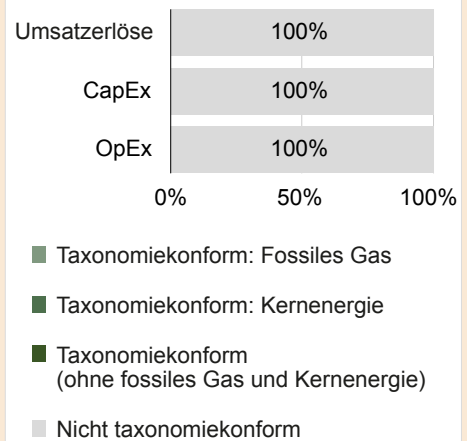 Umsatzerlöse 100%
CapEx 100%
OpEx 100%
0% 50% 100%
Taxonomiekonform: Fossiles Gas
Taxonomiekonform: Kernenergie
Taxonomiekonform
(ohne fossiles Gas und Kernenergie)
Nicht taxonomiekonform